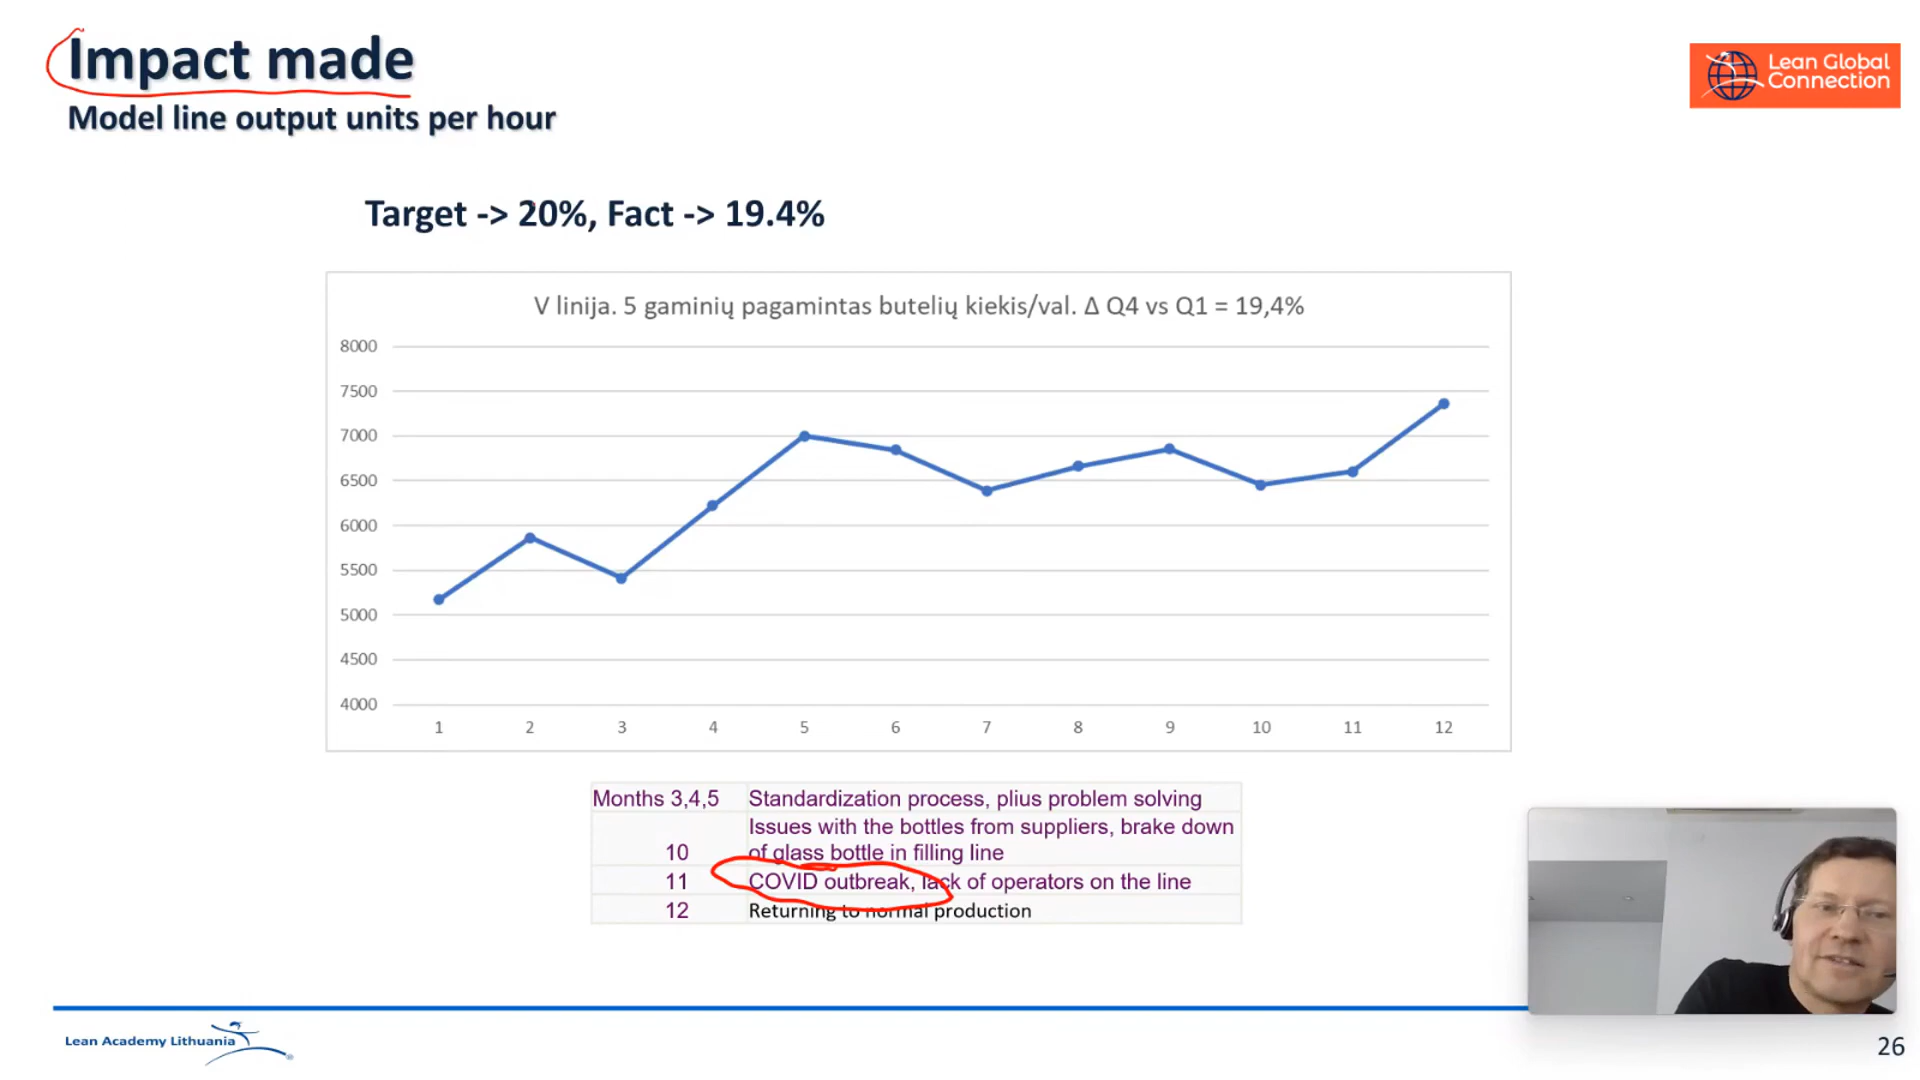 Impact made
Model line output units per hour
Lean Global
Connection
Target -> 20%, Fact -> 19.4%
V linija. 5 gaminių pagamintas butelių kiekis/val. Δ Q4 vs Q1 = 19,4%
8000
7500
7000
6500
6000
5500
5000
4500
4000
1 2 3 4 5 6 7 8 9 10 11 12
Months 3,4,5 Standardization process, plius problem solving
Issues with the bottles from suppliers, brake down
10 of glass bottle in filling line
11 COVID outbreak, lack of operators on the line
12 Returning to normal production
Lean Academy Lithuania
26